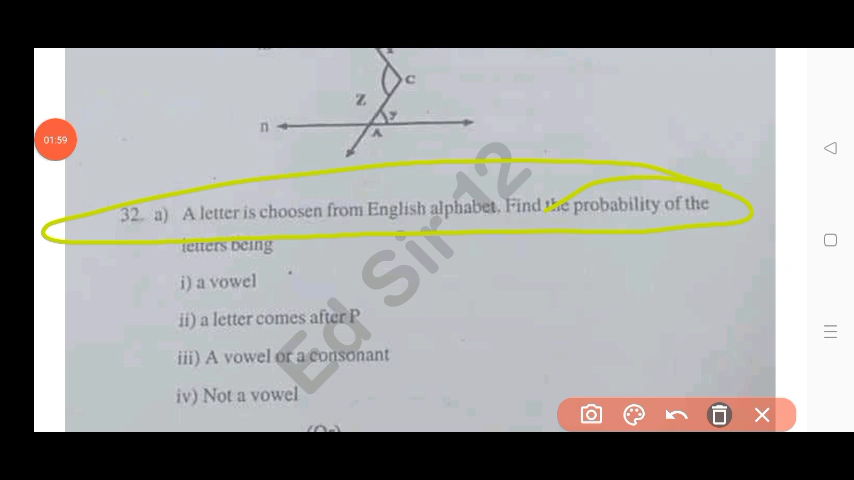 C
Z
y
n
A
01:59
32. a) A letter is choosen from English alphabet. Find the probability of the
letters being
i) a vowel
ii) a letter comes after P
iii) A vowel or a consonant
iv) Not a vowel
(Or)
Ed Sir 12